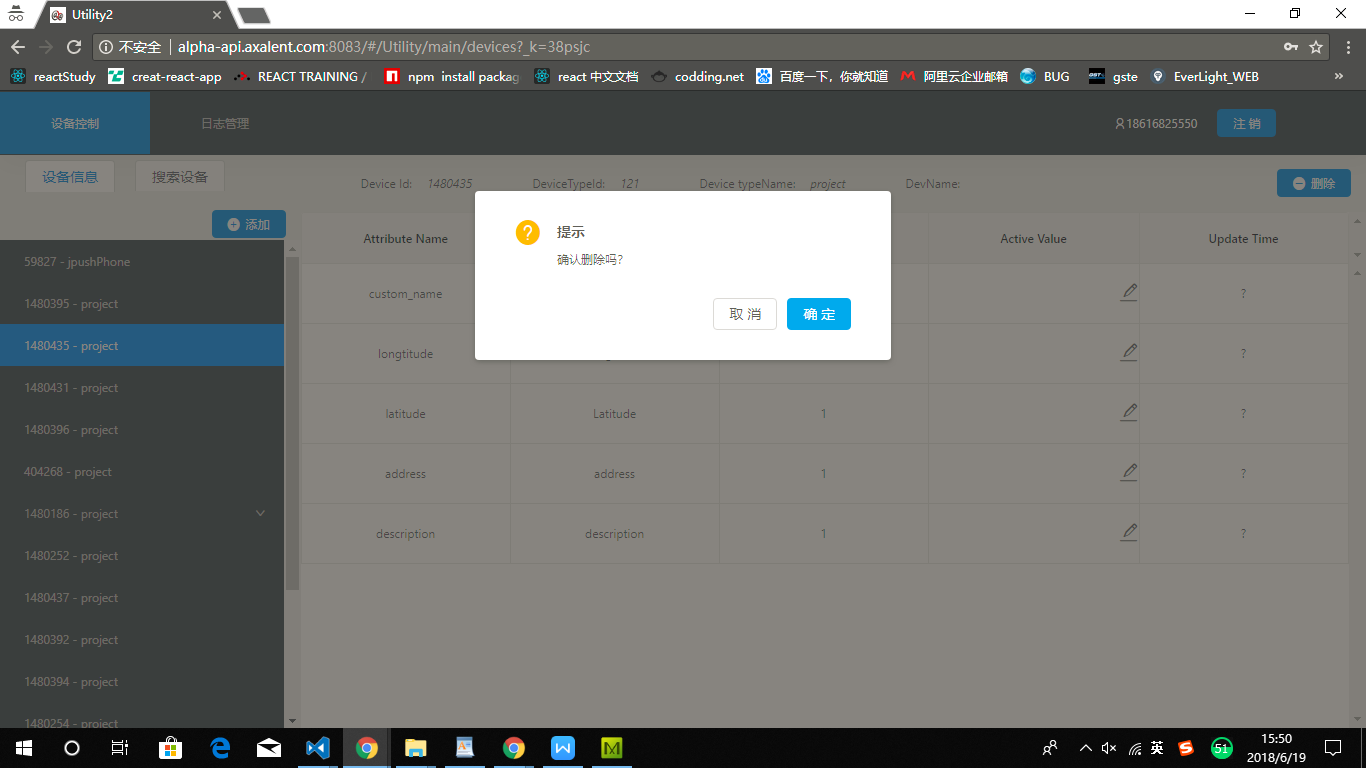 Utility2
不安全 alpha-api.axalent.com:8083/#/Utility/main/devices?_k=38psjc
reactStudy creat-react-app REACT TRAINING / npm install packag react 中文文档 codding.net 百度一下，你就知道 阿里云企业邮箱 BUG gste EverLight_WEB »
设备控制 日志管理 18616825550 注 销
设备信息 搜索设备 Device Id: 1480435 DeviceTypeId: 121 Device typeName: project DevName: 删除
添加
提示
确认删除吗?
取 消 确 定
Attribute Name Active Value Update Time
custom_name ?
longtitude ?
latitude Latitude 1 ?
address address 1 ?
description description 1 ?
59827 - jpushPhone
1480395 - project
1480435 - project
1480431 - project
1480396 - project
404268 - project
1480186 - project
1480252 - project
1480437 - project
1480392 - project
1480394 - project
1480254 - project
英 51 15:50
2018/6/19